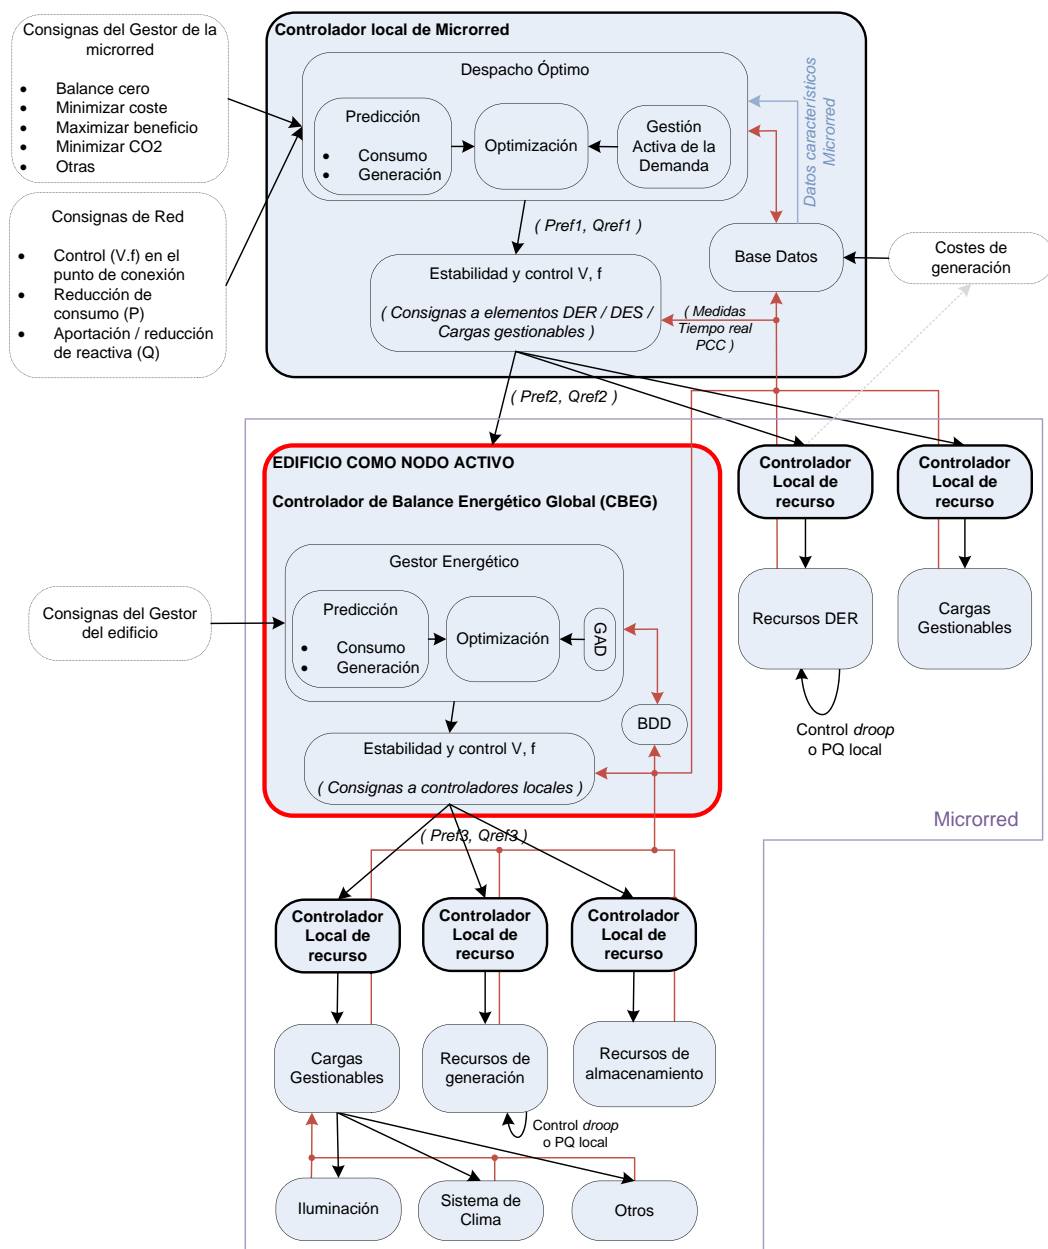 Consignas del Gestor de la
microrred
• Balance cero
• Minimizar coste
• Maximizar beneficio
• Minimizar CO2
• Otras
Consignas de Red
• Control (V.f) en el
punto de conexión
• Reducción de
consumo (P)
• Aportación / reducción
de reactiva (Q)
Controlador local de Microrred
Despacho Óptimo
Predicción
• Consumo
• Generación
Optimización
Gestión
Activa de la
Demanda
Datos característicos
Microrred
( Pref1, Qref1 )
Base Datos
Costes de
generación
Estabilidad y control V, f
( Consignas a elementos DER / DES /
Cargas gestionables )
( Medidas
Tiempo real
PCC )
( Pref2, Qref2 )
EDIFICIO COMO NODO ACTIVO
Controlador de Balance Energético Global (CBEG)
Gestor Energético
Predicción
• Consumo
• Generación
Optimización
GAD
BDD
Consignas del Gestor
del edificio
Estabilidad y control V, f
( Consignas a controladores locales )
( Pref3, Qref3 )
Controlador
Local de
recurso
Controlador
Local de
recurso
Recursos DER
Cargas
Gestionables
Control droop
o PQ local
Microrred
Controlador
Local de
recurso
Controlador
Local de
recurso
Controlador
Local de
recurso
Cargas
Gestionables
Recursos de
generación
Recursos de
almacenamiento
Control droop
o PQ local
Iluminación
Sistema de
Clima
Otros